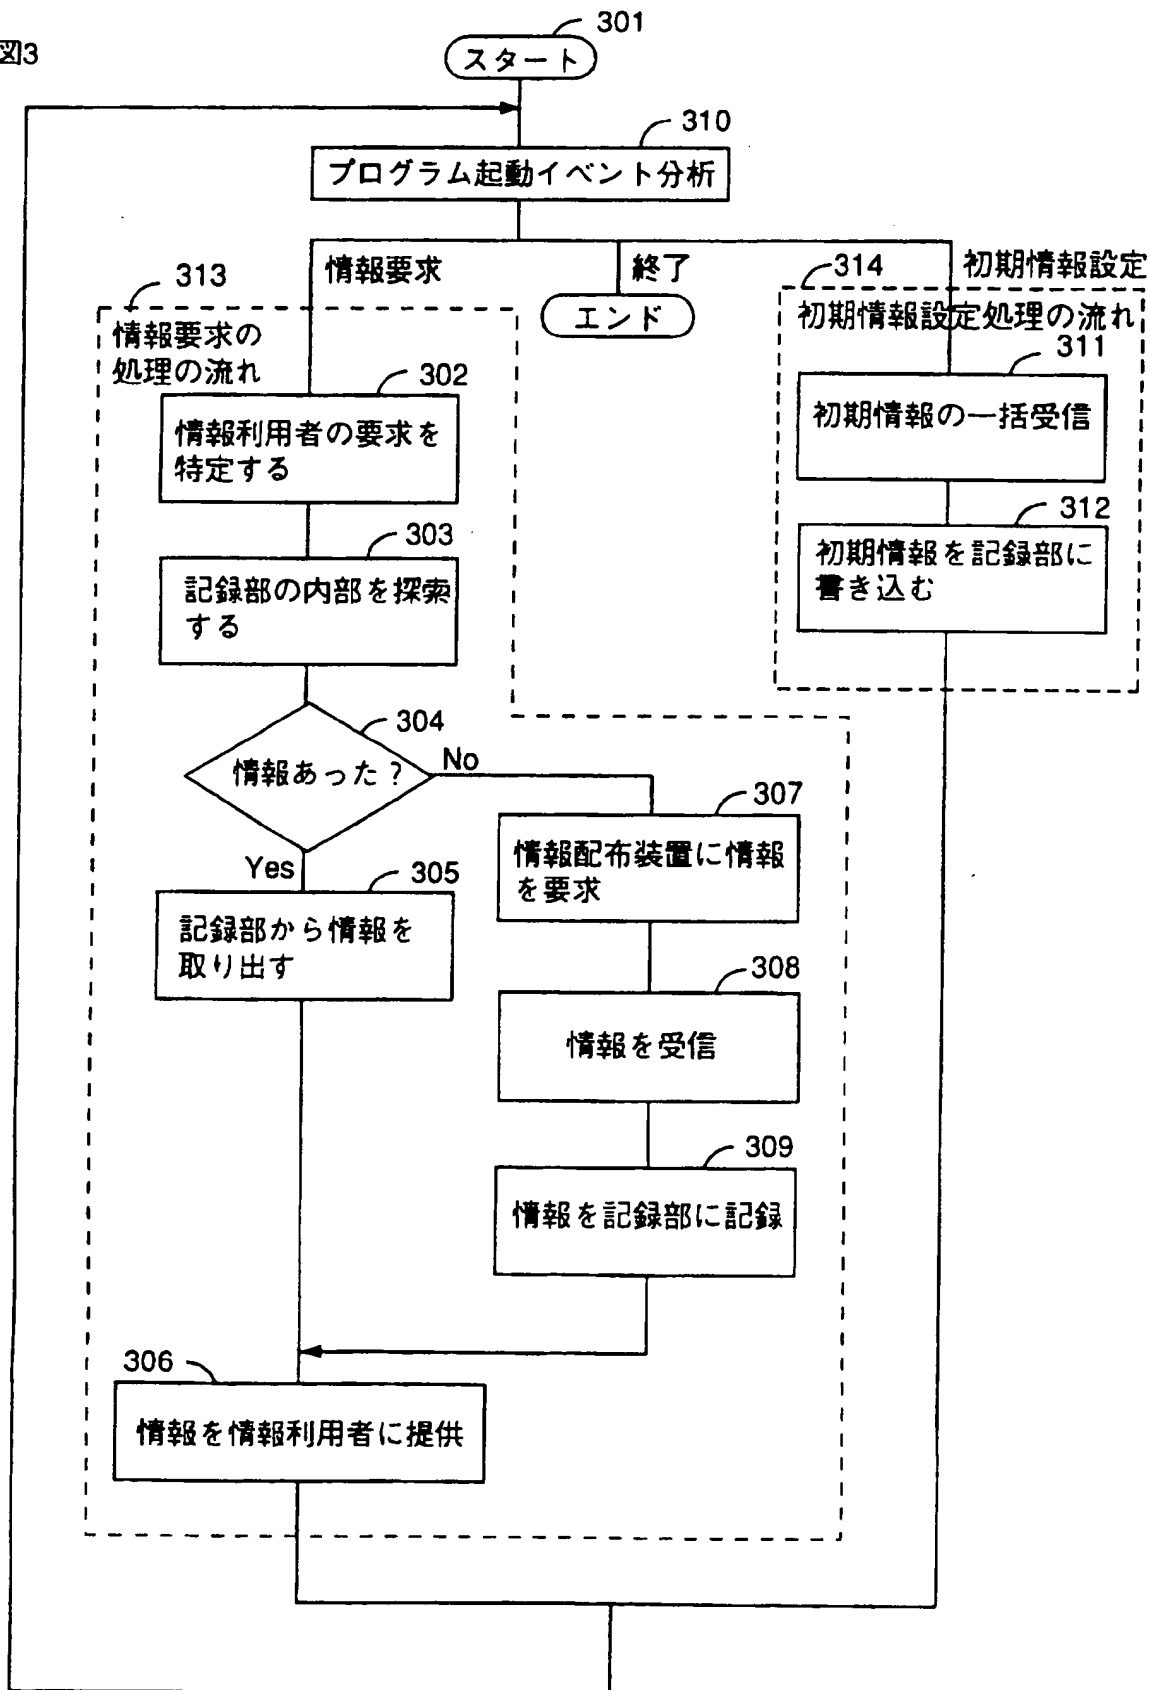 図3
301
スタート
310
プログラム起動イベント分析
情報要求
終了
初期情報設定
313
314
エンド
情報要求の
処理の流れ
初期情報設定処理の流れ
302
情報利用者の要求を
特定する
311
初期情報の一括受信
303
記録部の内部を探索
する
312
初期情報を記録部に
書き込む
304
情報あった？
No
Yes
305
記録部から情報を
取り出す
307
情報配布装置に情報
を要求
308
情報を受信
309
情報を記録部に記録
306
情報を情報利用者に提供